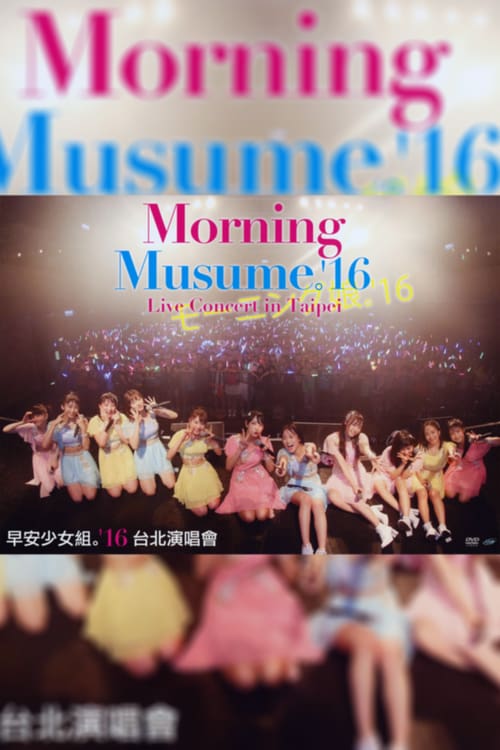 Morning
Musume。'16
Morning
Musume。'16
Live Concert in Taipei
モーニング娘。'16
早安少女組。'16 台北演唱會
DVD
台北演唱會